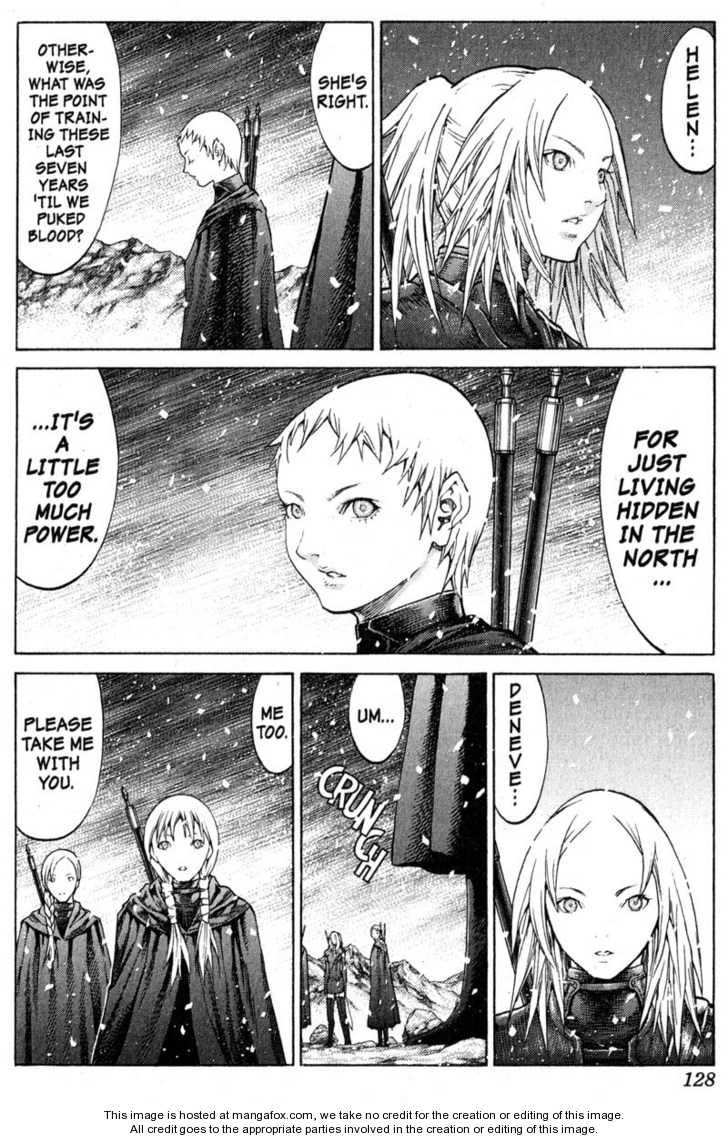 HELEN...
SHE'S
RIGHT.
OTHER-
WISE,
WHAT WAS
THE POINT
OF TRAIN-
ING THESE
LAST
SEVEN
YEARS
'TIL WE
PUKED
BLOOD?
FOR
JUST
LIVING
HIDDEN
IN THE
NORTH
...
...IT'S
A
LITTLE
TOO
MUCH
POWER.
DENEVE...
UM...
CRUNCH
ME
TOO.
PLEASE
TAKE ME
WITH
YOU.
128
This image is hosted at mangafox.com, we take no credit for the creation or editing of this image.
All credit goes to the appropriate parties involved in the creation or editing of this image.